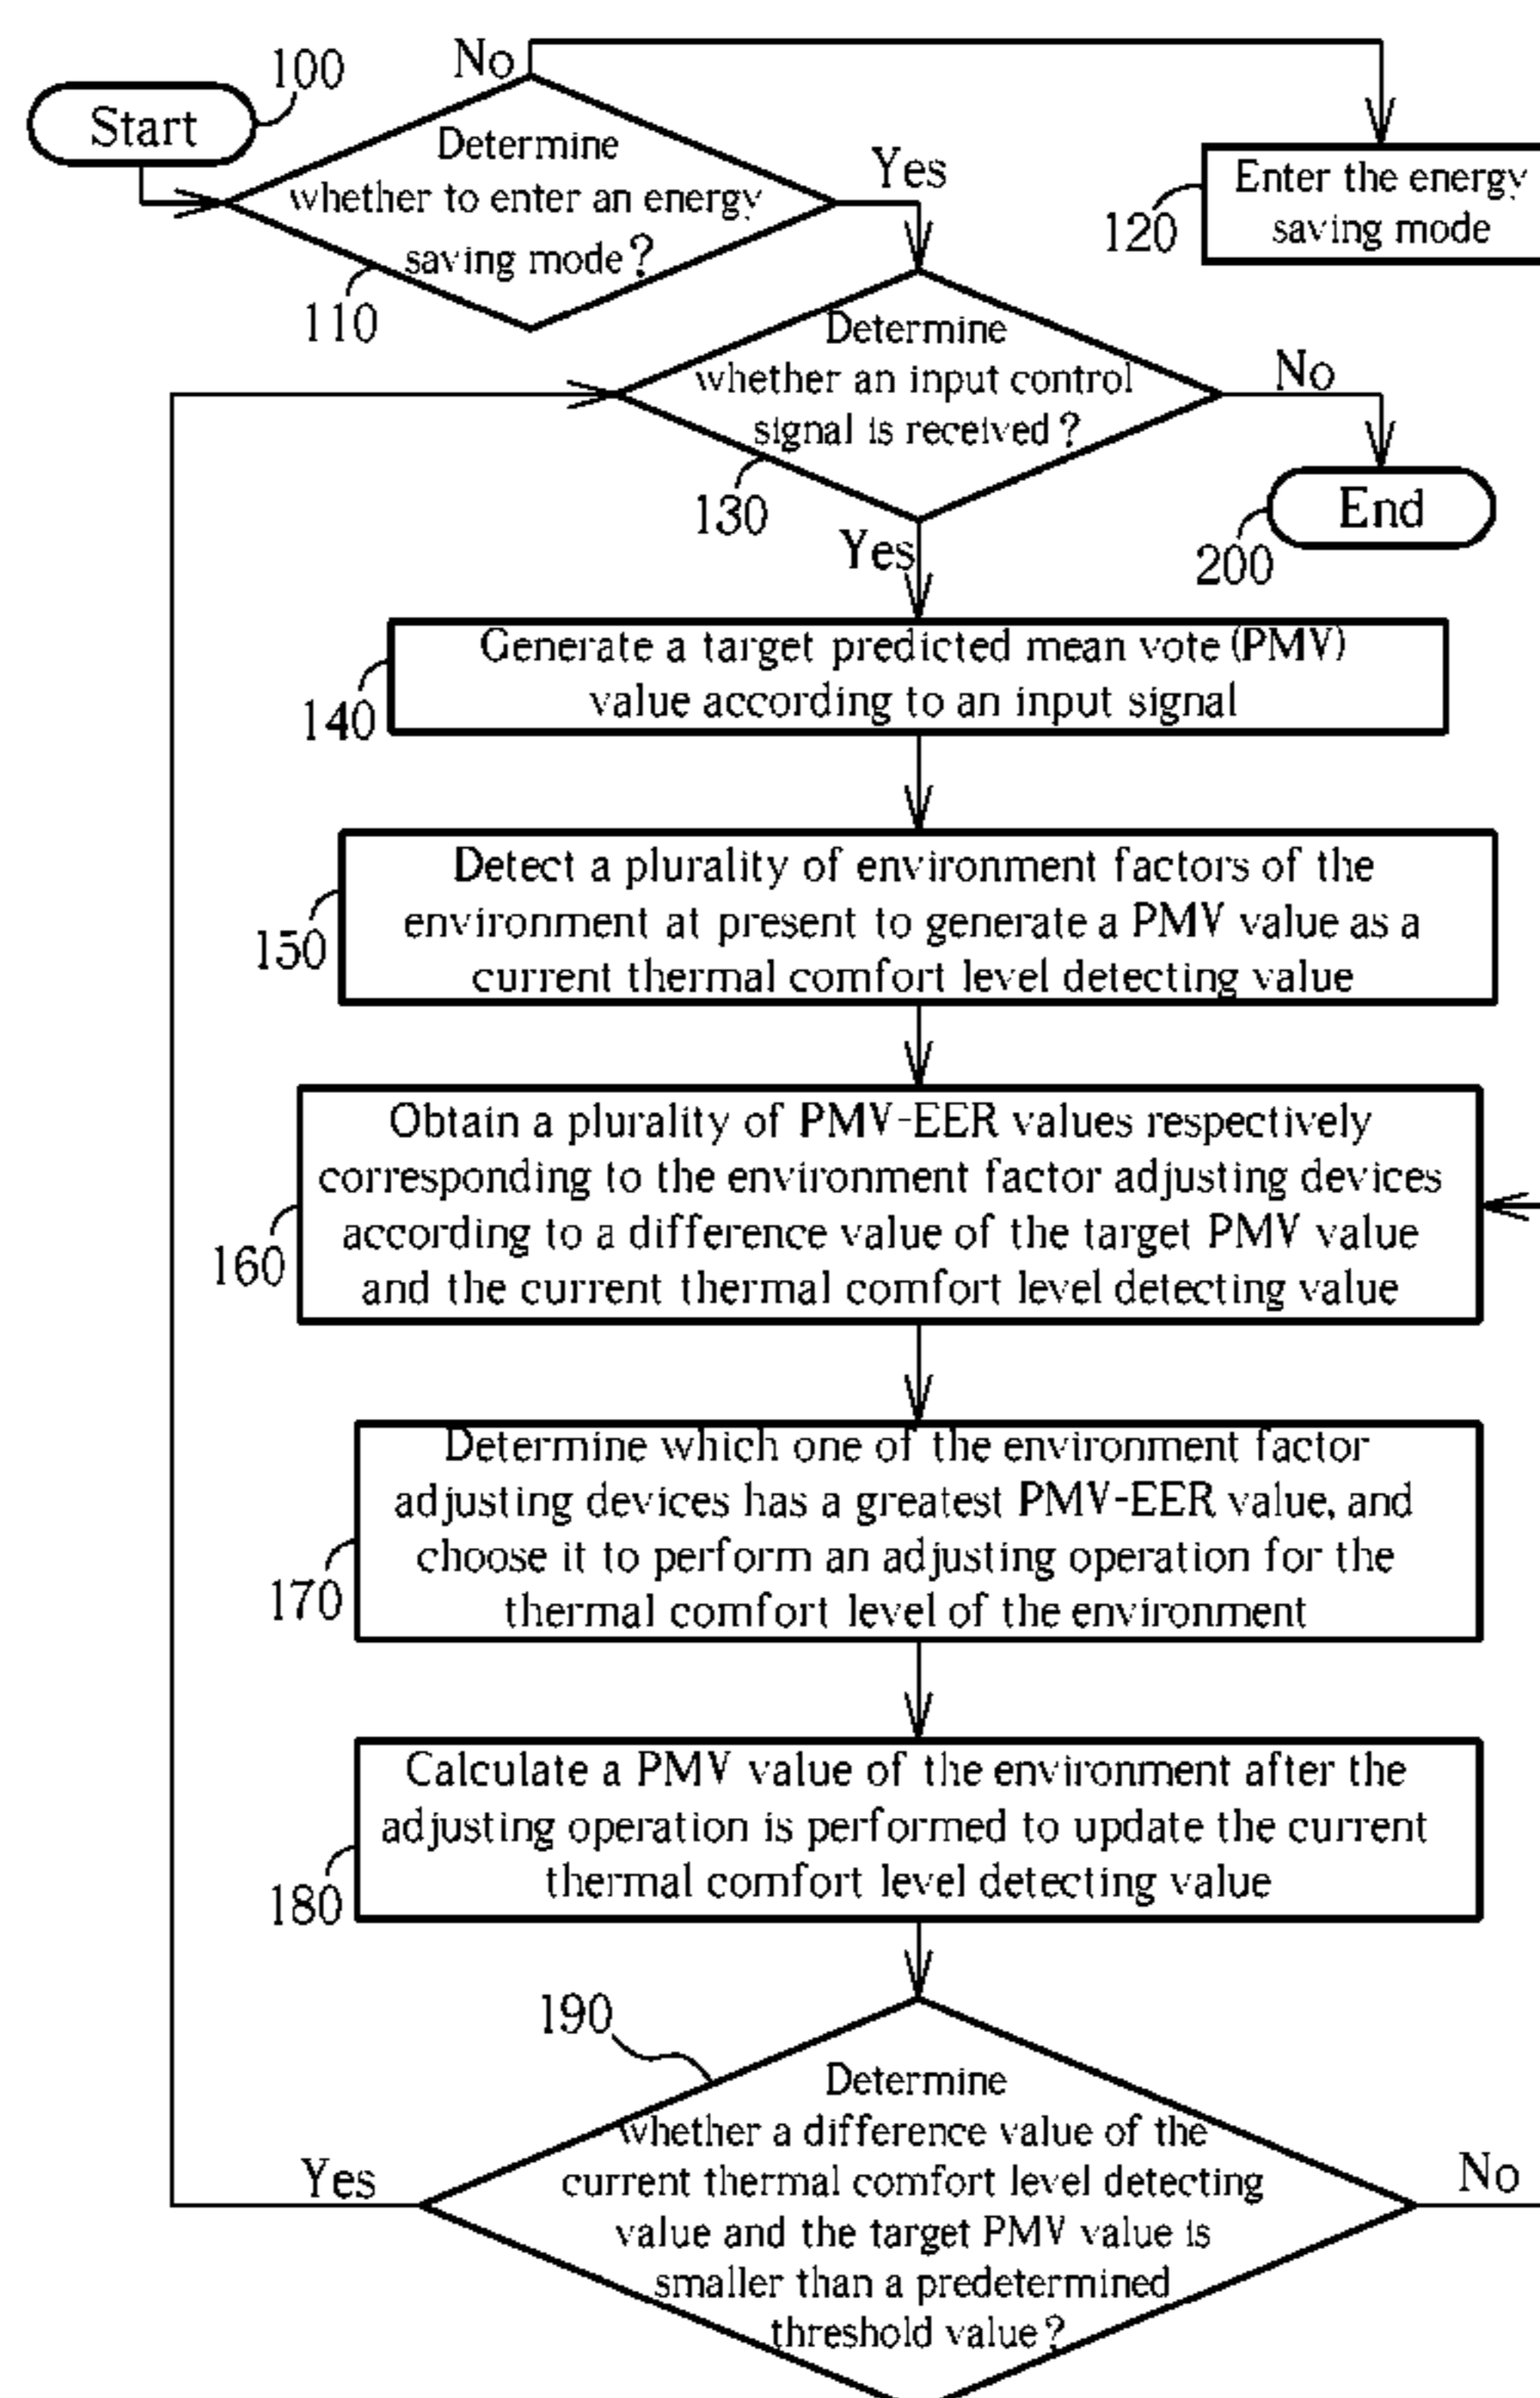 No
100
Start
Determine
whether to enter an energy
saving mode?
110
Yes
Enter the energy
saving mode
120
Determine
whether an input control
signal is received?
130
No
End
200
Yes
Generate a target predicted mean vote (PMV)
value according to an input signal
140
Detect a plurality of environment factors of the
environment at present to generate a PMV value as a
current thermal comfort level detecting value
150
Obtain a plurality of PMV-EER values respectively
corresponding to the environment factor adjusting devices
according to a difference value of the target PMV value
and the current thermal comfort level detecting value
160
Determine which one of the environment factor
adjusting devices has a greatest PMV-EER value, and
choose it to perform an adjusting operation for the
thermal comfort level of the environment
170
Calculate a PMV value of the environment after the
adjusting operation is performed to update the current
thermal comfort level detecting value
180
190
Determine
whether a difference value of the
current thermal comfort level detecting
value and the target PMV value is
smaller than a predetermined
threshold value?
Yes
No